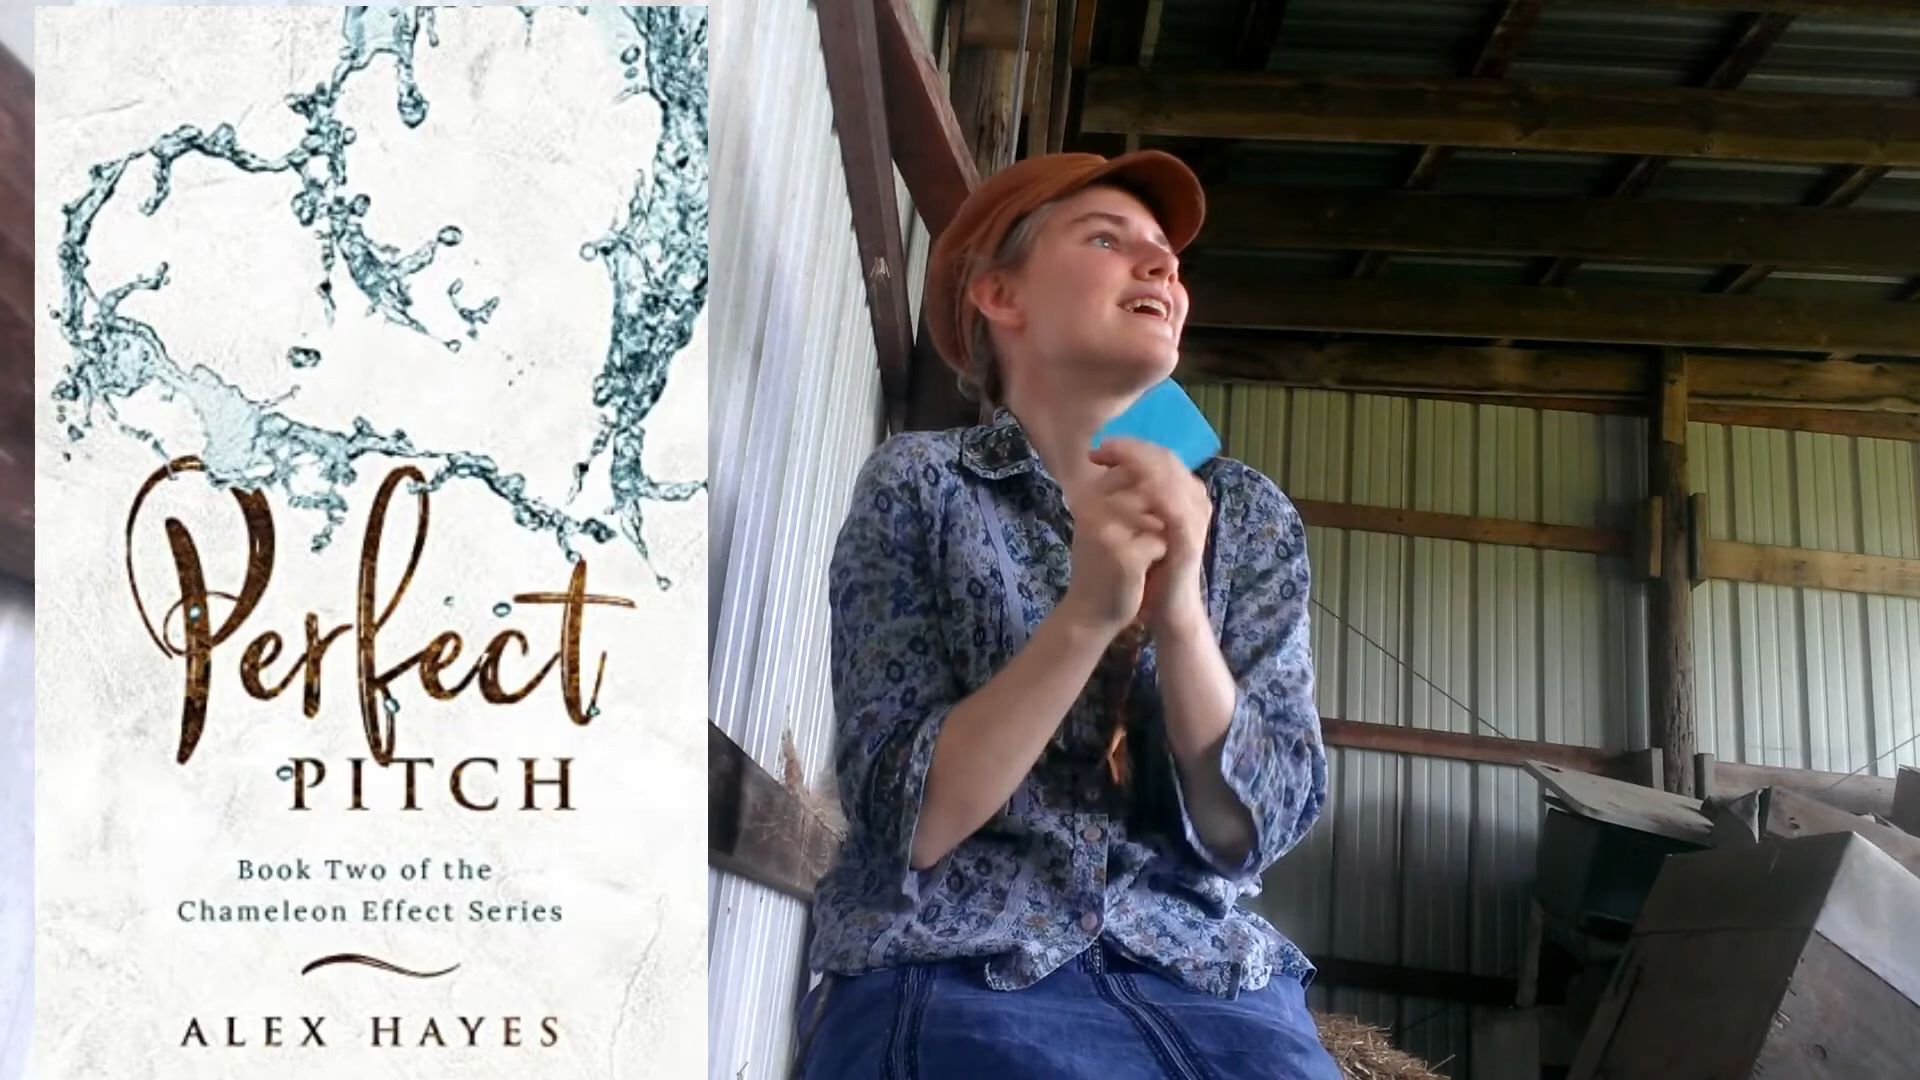 Perfect
PITCH
Book Two of the
Chameleon Effect Series
ALEX HAYES